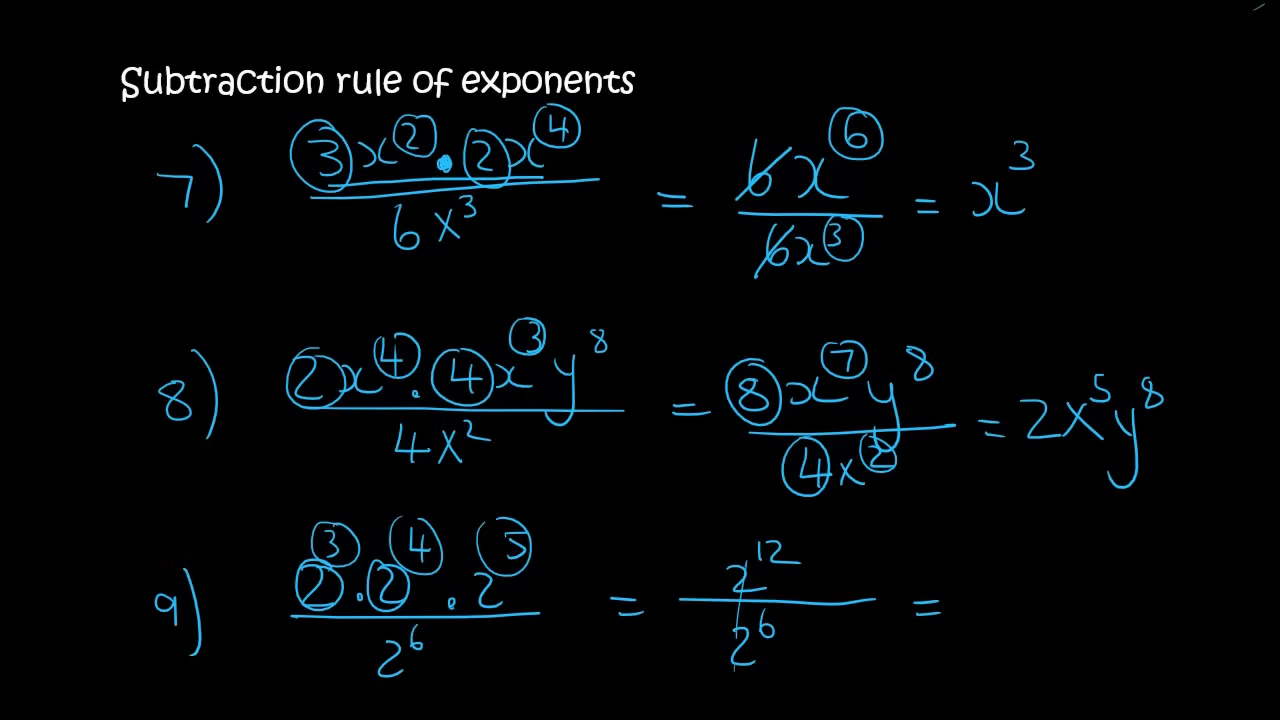 Subtraction rule of exponents
7) 3x² · 2x⁴ / 6x³ = 6x⁶ / 6x³ = x³
8) 2x⁴ · 4x³y⁸ / 4x² = 8x⁷y⁸ / 4x² = 2x⁵y⁸
9) 2³ · 2⁴ · 2⁵ / 2⁶ = 2¹² / 2⁶ =